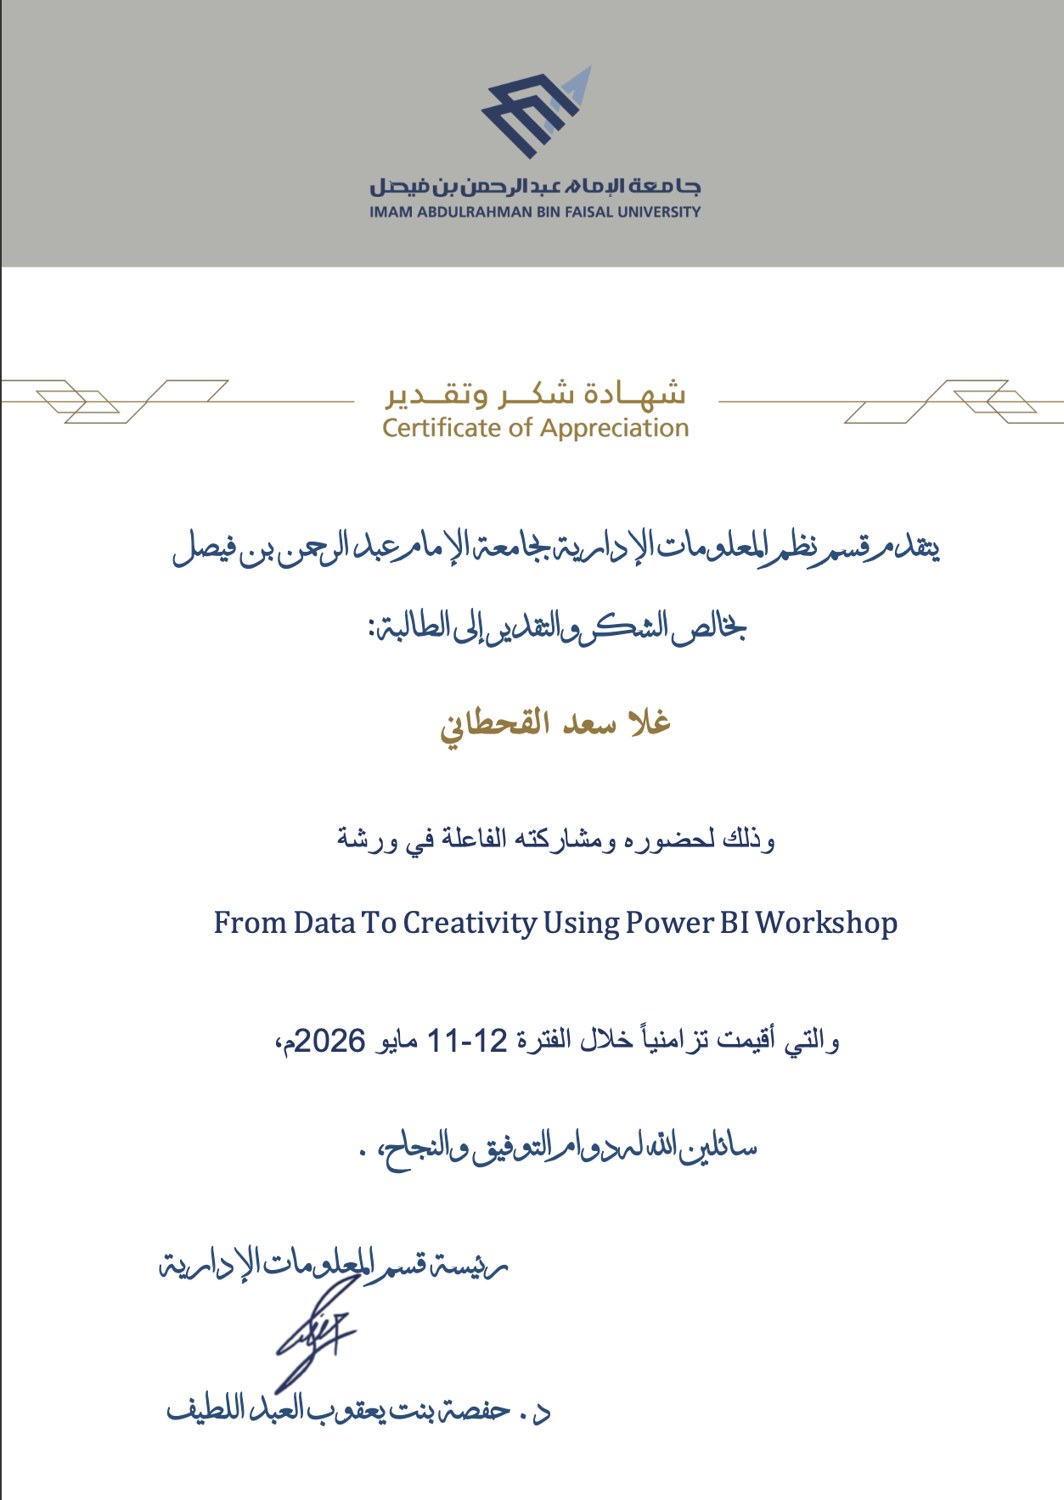 جامعة الإمام عبدالرحمن بن فيصل
IMAM ABDULRAHMAN BIN FAISAL UNIVERSITY
شهادة شكر وتقدير
Certificate of Appreciation
يتقدم قسم نظم المعلومات الإدارية بجامعة الإمام عبد الرحمن بن فيصل
بخالص الشكر والتقدير إلى الطالبة:
غلا سعد القحطاني
وذلك لحضوره ومشاركته الفاعلة في ورشة
From Data To Creativity Using Power BI Workshop
والتي أقيمت تزامنياً خلال الفترة 12-11 مايو 2026م،
سائلين الله له دوام التوفيق والنجاح، .
رئيسة قسم المعلومات الإدارية
د. حفصة بنت يعقوب العبد اللطيف